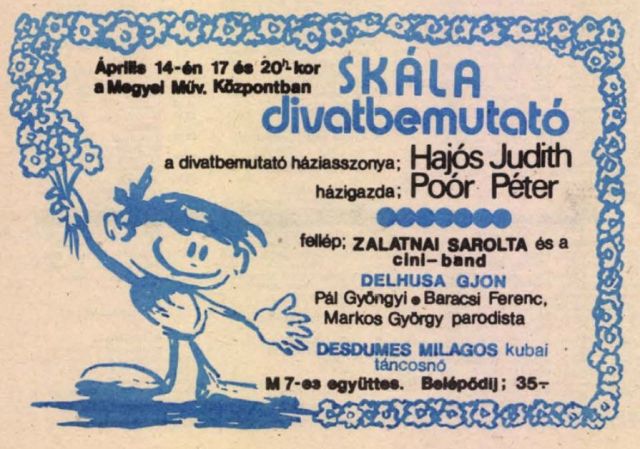 Április 14-én 17 és 20h-kor
a Megyei Műv. Központban
SKÁLA
divatbemutató
a divatbemutató háziasszonya; Hajós Judith
házigazda; Poór Péter
fellép; ZALATNAI SAROLTA és a
cini-band
DELHUSA GJON
Pál Gyöngyi • Baracsi Ferenc,
Markos György parodista
DESDUMES MILAGOS kubai
táncosnő
M 7-es együttes. Belépődíj; 35-